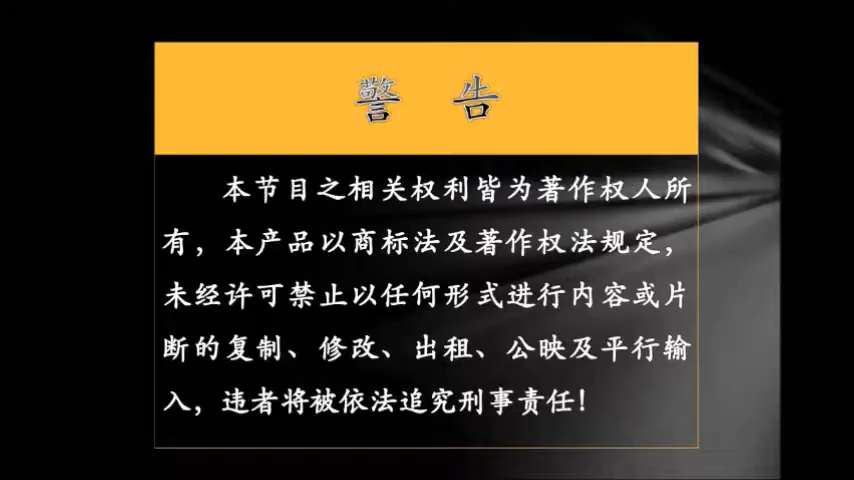 警 告
本节目之相关权利皆为著作权人所
有，本产品以商标法及著作权法规定，
未经许可禁止以任何形式进行内容或片
断的复制、修改、出租、公映及平行输
入，违者将被依法追究刑事责任！